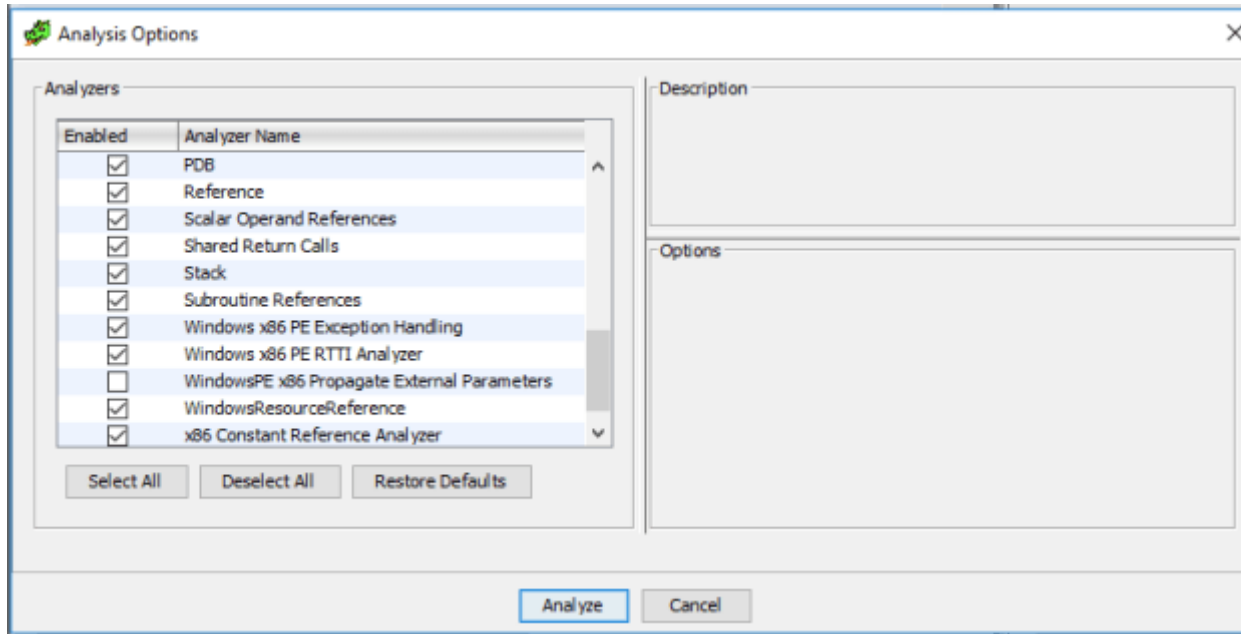 Analysis Options
Analyzers
Enabled Analyzer Name
PDB
Reference
Scalar Operand References
Shared Return Calls
Stack
Subroutine References
Windows x86 PE Exception Handling
Windows x86 PE RTTI Analyzer
WindowsPE x86 Propagate External Parameters
WindowsResourceReference
x86 Constant Reference Analyzer
Select All Deselect All Restore Defaults
Description
Options
Analyze Cancel